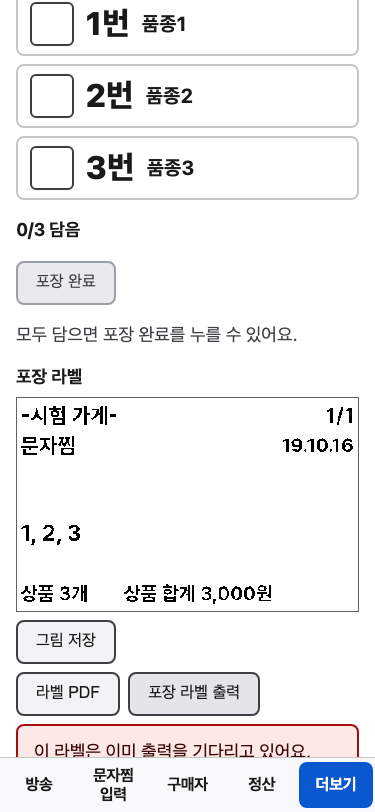 1번 품종1
2번 품종2
3번 품종3
0/3 담음
포장 완료
모두 담으면 포장 완료를 누를 수 있어요.
포장 라벨
-시험 가게- 1/1
문자찜 19.10.16
1, 2, 3
상품 3개 상품 합계 3,000원
그림 저장
라벨 PDF 포장 라벨 출력
이 라벨은 이미 출력을 기다리고 있어요.
방송 문자찜 입력 구매자 정산 더보기